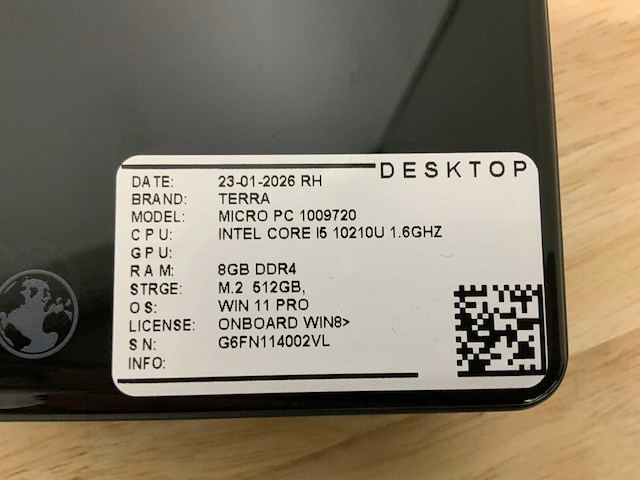 DESKTOP
DATE: 23-01-2026 RH
BRAND: TERRA
MODEL: MICRO PC 1009720
CPU: INTEL CORE I5 10210U 1.6GHZ
GPU:
RAM: 8GB DDR4
STRGE: M.2 512GB,
OS: WIN 11 PRO
LICENSE: ONBOARD WIN8>
SN: G6FN114002VL
INFO: